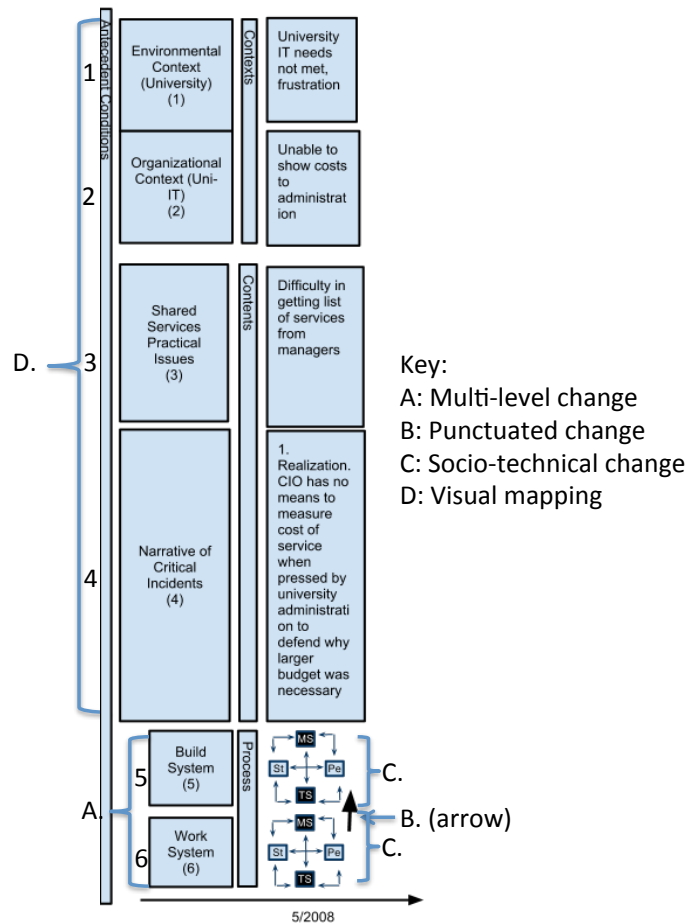 Antecedent Conditions
1
Environmental
Context
(University)
(1)
Contexts
University
IT needs
not met,
frustration
2
Organizational
Context (Uni-
IT)
(2)
Unable to
show costs
to
administrat
ion
D.
3
Shared
Services
Practical
Issues
(3)
Contents
Difficulty in
getting list
of services
from
managers
Key:
A: Multi-level change
B: Punctuated change
C: Socio-technical change
D: Visual mapping
4
Narrative of
Critical
Incidents
(4)
1.
Realization.
CIO has no
means to
measure
cost of
service
when
pressed by
university
administrati
on to
defend why
larger
budget was
necessary
A.
5
Build
System
(5)
Process
MS
St
Pe
TS
C.
B. (arrow)
6
Work
System
(6)
MS
St
Pe
TS
C.
5/2008